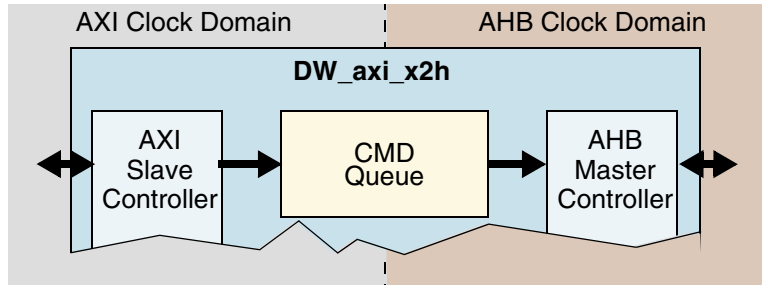 AXI Clock Domain
AHB Clock Domain
DW_axi_x2h
AXI
Slave
Controller
CMD
Queue
AHB
Master
Controller